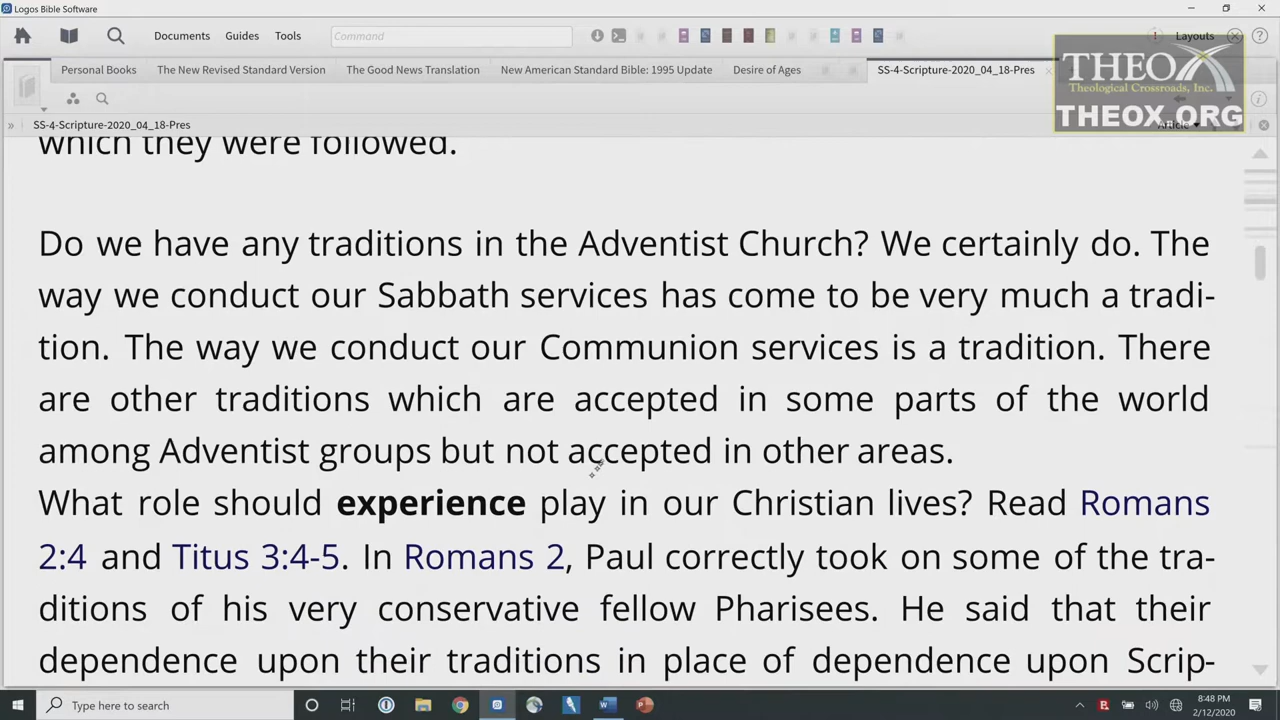 Logos Bible Software
Documents Guides Tools Command Layouts
Personal Books The New Revised Standard Version The Good News Translation New American Standard Bible: 1995 Update Desire of Ages SS-4-Scripture-2020_04_18-Pres
THEOX
Theological Crossroads, Inc.
THEOX.ORG
SS-4-Scripture-2020_04_18-Pres Article
which they were followed.
Do we have any traditions in the Adventist Church? We certainly do. The
way we conduct our Sabbath services has come to be very much a tradi-
tion. The way we conduct our Communion services is a tradition. There
are other traditions which are accepted in some parts of the world
among Adventist groups but not accepted in other areas.
What role should experience play in our Christian lives? Read Romans
2:4 and Titus 3:4-5. In Romans 2, Paul correctly took on some of the tra-
ditions of his very conservative fellow Pharisees. He said that their
dependence upon their traditions in place of dependence upon Scrip-
Type here to search
8:48 PM
2/12/2020